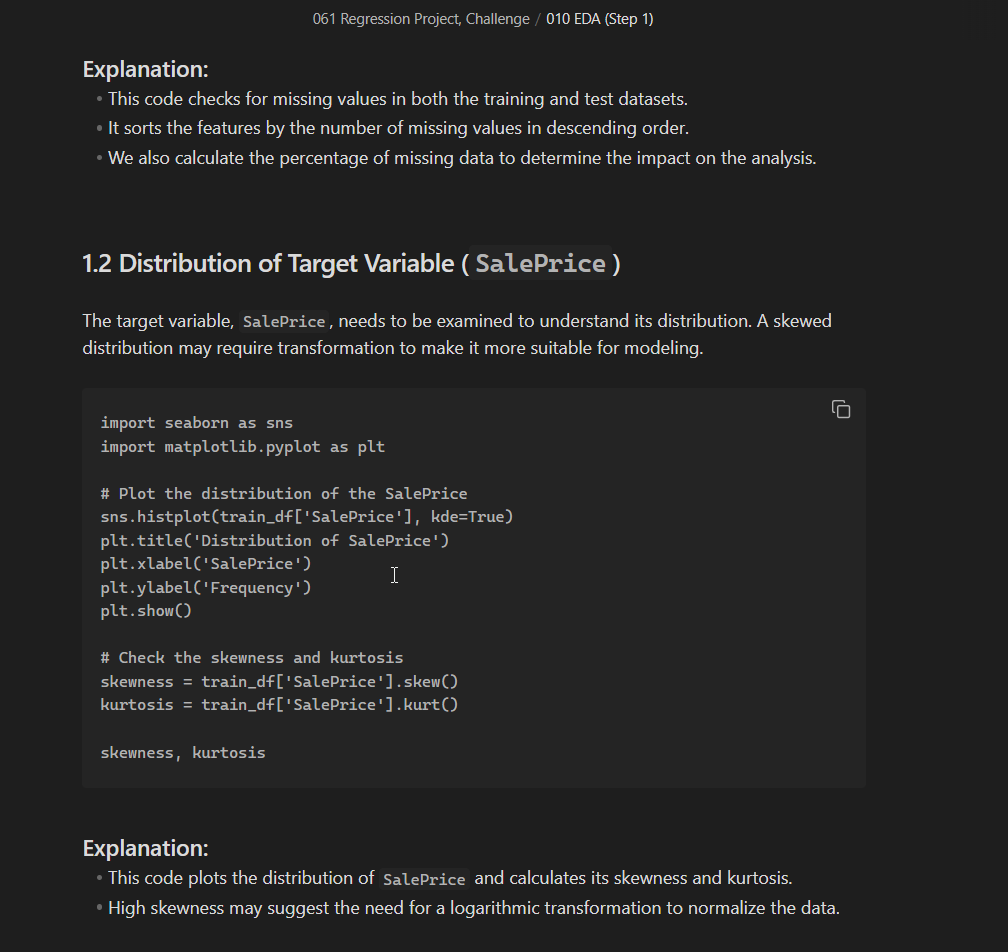 061 Regression Project, Challenge / 010 EDA (Step 1)
Explanation:
• This code checks for missing values in both the training and test datasets.
• It sorts the features by the number of missing values in descending order.
• We also calculate the percentage of missing data to determine the impact on the analysis.
1.2 Distribution of Target Variable ( SalePrice )
The target variable, SalePrice , needs to be examined to understand its distribution. A skewed
distribution may require transformation to make it more suitable for modeling.
import seaborn as sns
import matplotlib.pyplot as plt
# Plot the distribution of the SalePrice
sns.histplot(train_df['SalePrice'], kde=True)
plt.title('Distribution of SalePrice')
plt.xlabel('SalePrice')
plt.ylabel('Frequency')
plt.show()
# Check the skewness and kurtosis
skewness = train_df['SalePrice'].skew()
kurtosis = train_df['SalePrice'].kurt()
skewness, kurtosis
Explanation:
• This code plots the distribution of SalePrice and calculates its skewness and kurtosis.
• High skewness may suggest the need for a logarithmic transformation to normalize the data.